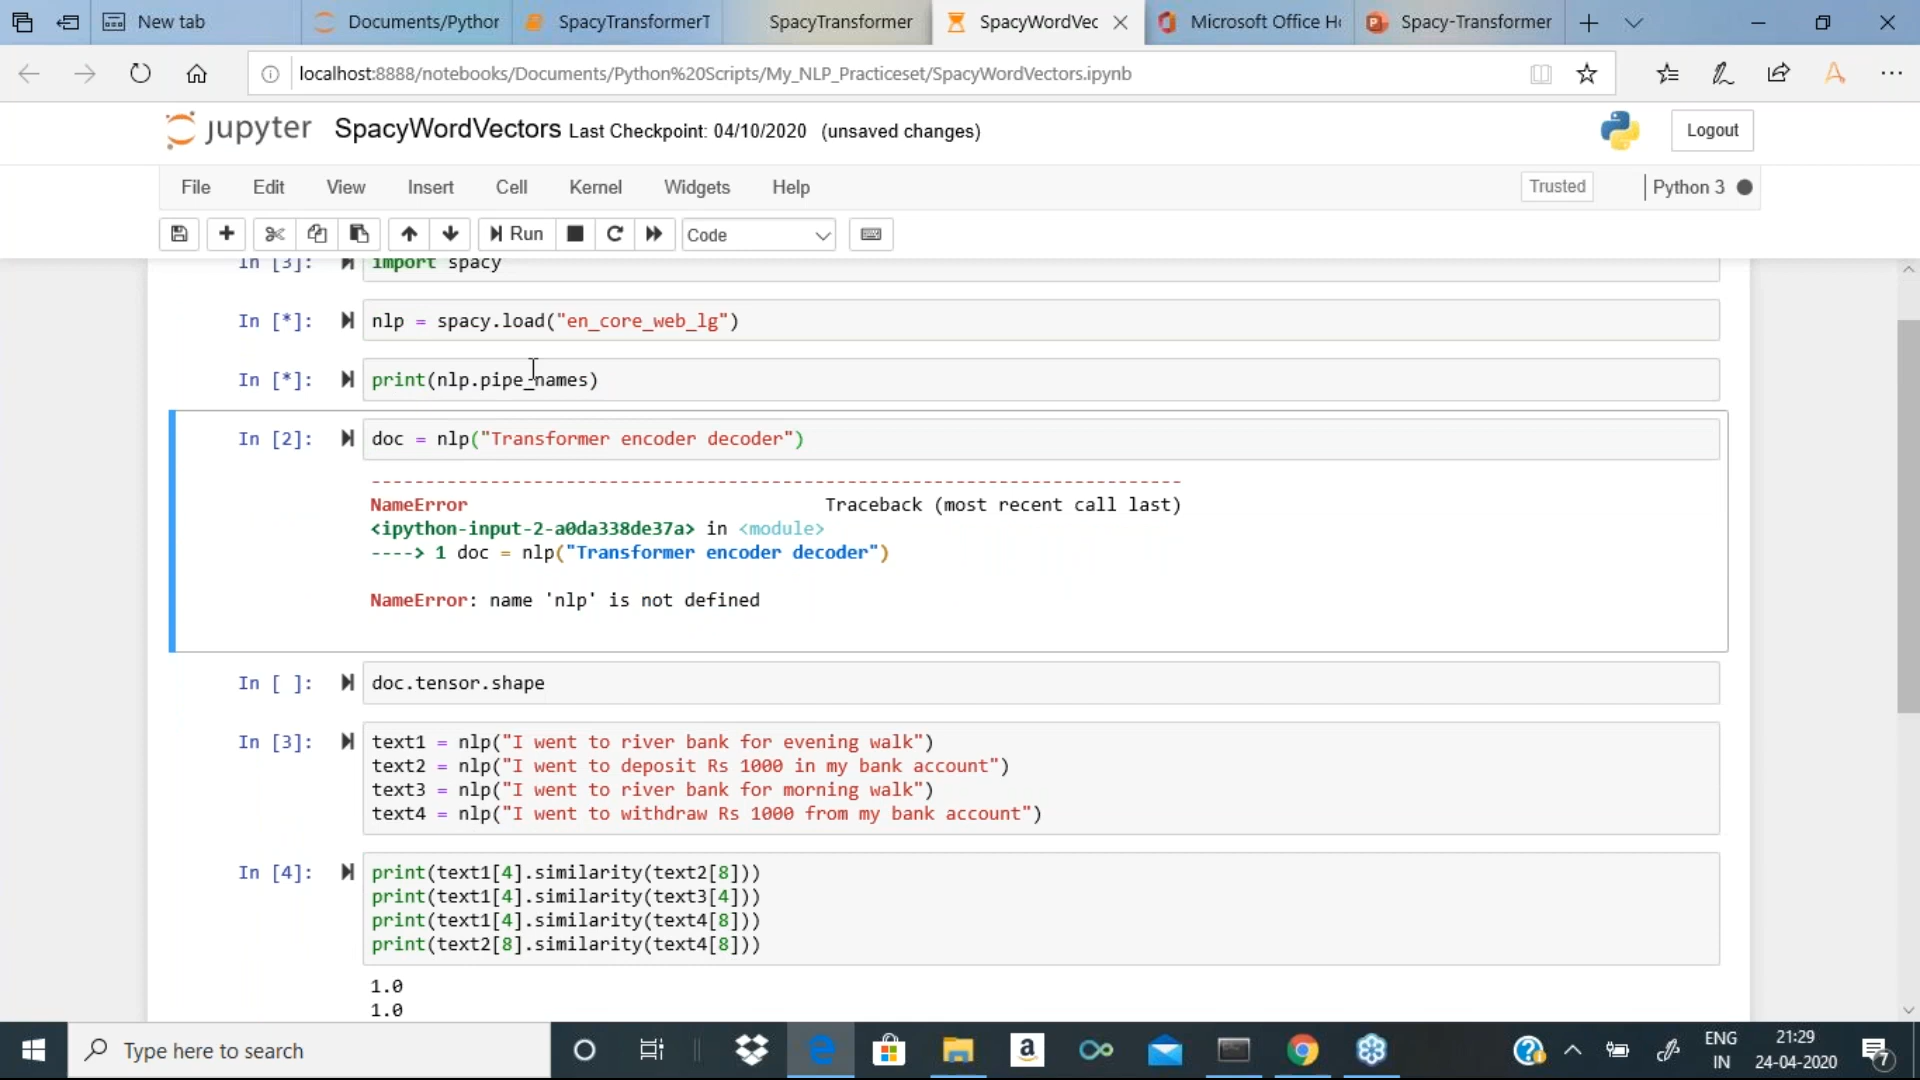 New tab
Documents/Python
SpacyTransformerT
SpacyTransformer
SpacyWordVec
Microsoft Office Ho
Spacy-Transformer
localhost:8888/notebooks/Documents/Python%20Scripts/My_NLP_Practiceset/SpacyWordVectors.ipynb
jupyter SpacyWordVectors Last Checkpoint: 04/10/2020 (unsaved changes)
Logout
File Edit View Insert Cell Kernel Widgets Help
Trusted
Python 3
Run
Code
In [3]: import spacy
In [*]: nlp = spacy.load("en_core_web_lg")
In [*]: print(nlp.pipe_names)
In [2]: doc = nlp("Transformer encoder decoder")
---------------------------------------------------------------------------
NameError Traceback (most recent call last)
<ipython-input-2-a0da338de37a> in <module>
----> 1 doc = nlp("Transformer encoder decoder")
NameError: name 'nlp' is not defined
In [ ]: doc.tensor.shape
In [3]: text1 = nlp("I went to river bank for evening walk")
text2 = nlp("I went to deposit Rs 1000 in my bank account")
text3 = nlp("I went to river bank for morning walk")
text4 = nlp("I went to withdraw Rs 1000 from my bank account")
In [4]: print(text1[4].similarity(text2[8]))
print(text1[4].similarity(text3[4]))
print(text1[4].similarity(text4[8]))
print(text2[8].similarity(text4[8]))
1.0
1.0
Type here to search
a
ENG
IN
21:29
24-04-2020
7